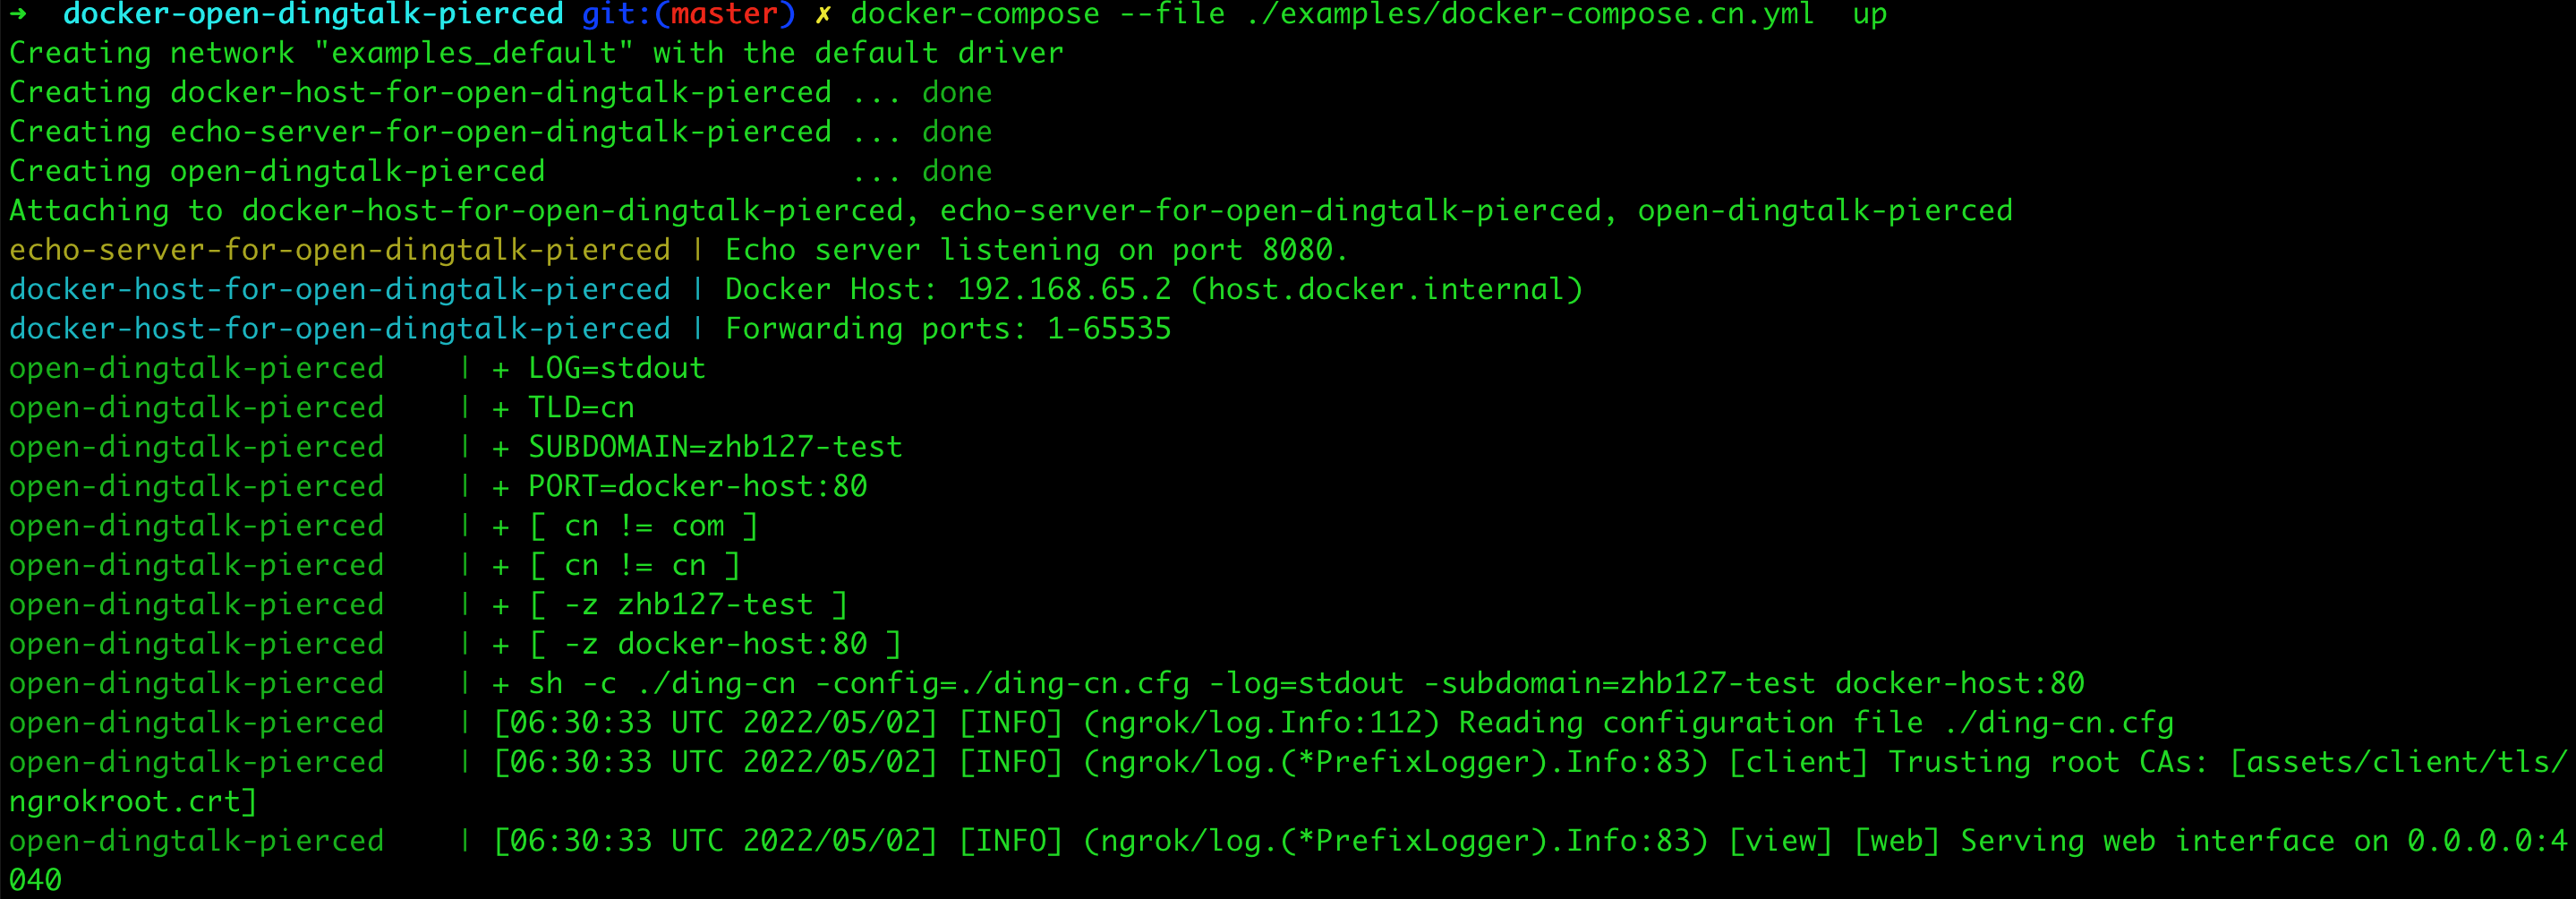 ➜  docker-open-dingtalk-pierced git:(master) ✗ docker-compose --file ./examples/docker-compose.cn.yml  up
Creating network "examples_default" with the default driver
Creating docker-host-for-open-dingtalk-pierced ... done
Creating echo-server-for-open-dingtalk-pierced ... done
Creating open-dingtalk-pierced                 ... done
Attaching to docker-host-for-open-dingtalk-pierced, echo-server-for-open-dingtalk-pierced, open-dingtalk-pierced
echo-server-for-open-dingtalk-pierced | Echo server listening on port 8080.
docker-host-for-open-dingtalk-pierced | Docker Host: 192.168.65.2 (host.docker.internal)
docker-host-for-open-dingtalk-pierced | Forwarding ports: 1-65535
open-dingtalk-pierced    | + LOG=stdout
open-dingtalk-pierced    | + TLD=cn
open-dingtalk-pierced    | + SUBDOMAIN=zhb127-test
open-dingtalk-pierced    | + PORT=docker-host:80
open-dingtalk-pierced    | + [ cn != com ]
open-dingtalk-pierced    | + [ cn != cn ]
open-dingtalk-pierced    | + [ -z zhb127-test ]
open-dingtalk-pierced    | + [ -z docker-host:80 ]
open-dingtalk-pierced    | + sh -c ./ding-cn -config=./ding-cn.cfg -log=stdout -subdomain=zhb127-test docker-host:80
open-dingtalk-pierced    | [06:30:33 UTC 2022/05/02] [INFO] (ngrok/log.Info:112) Reading configuration file ./ding-cn.cfg
open-dingtalk-pierced    | [06:30:33 UTC 2022/05/02] [INFO] (ngrok/log.(*PrefixLogger).Info:83) [client] Trusting root CAs: [assets/client/tls/
ngrokroot.crt]
open-dingtalk-pierced    | [06:30:33 UTC 2022/05/02] [INFO] (ngrok/log.(*PrefixLogger).Info:83) [view] [web] Serving web interface on 0.0.0.0:4
040